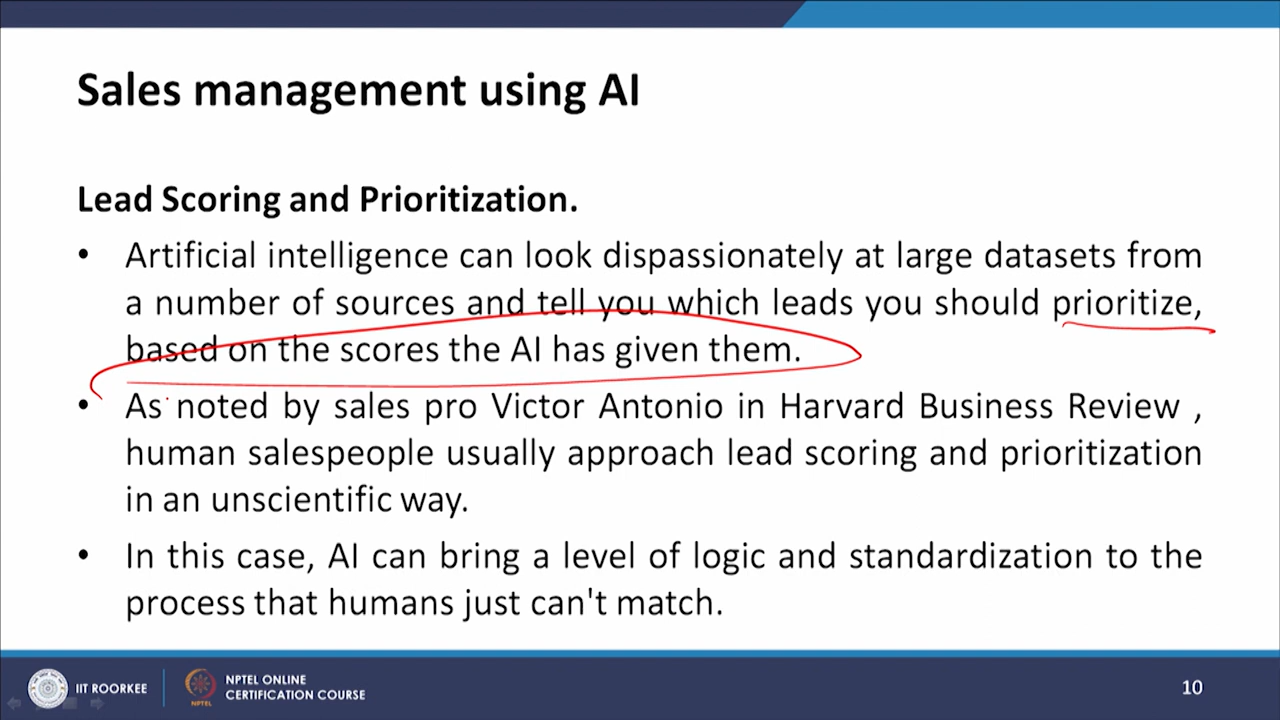 Sales management using AI
Lead Scoring and Prioritization.
• Artificial intelligence can look dispassionately at large datasets from
a number of sources and tell you which leads you should prioritize,
based on the scores the AI has given them.
• As noted by sales pro Victor Antonio in Harvard Business Review ,
human salespeople usually approach lead scoring and prioritization
in an unscientific way.
• In this case, AI can bring a level of logic and standardization to the
process that humans just can't match.
IIT ROORKEE
NPTEL
NPTEL ONLINE
CERTIFICATION COURSE
10